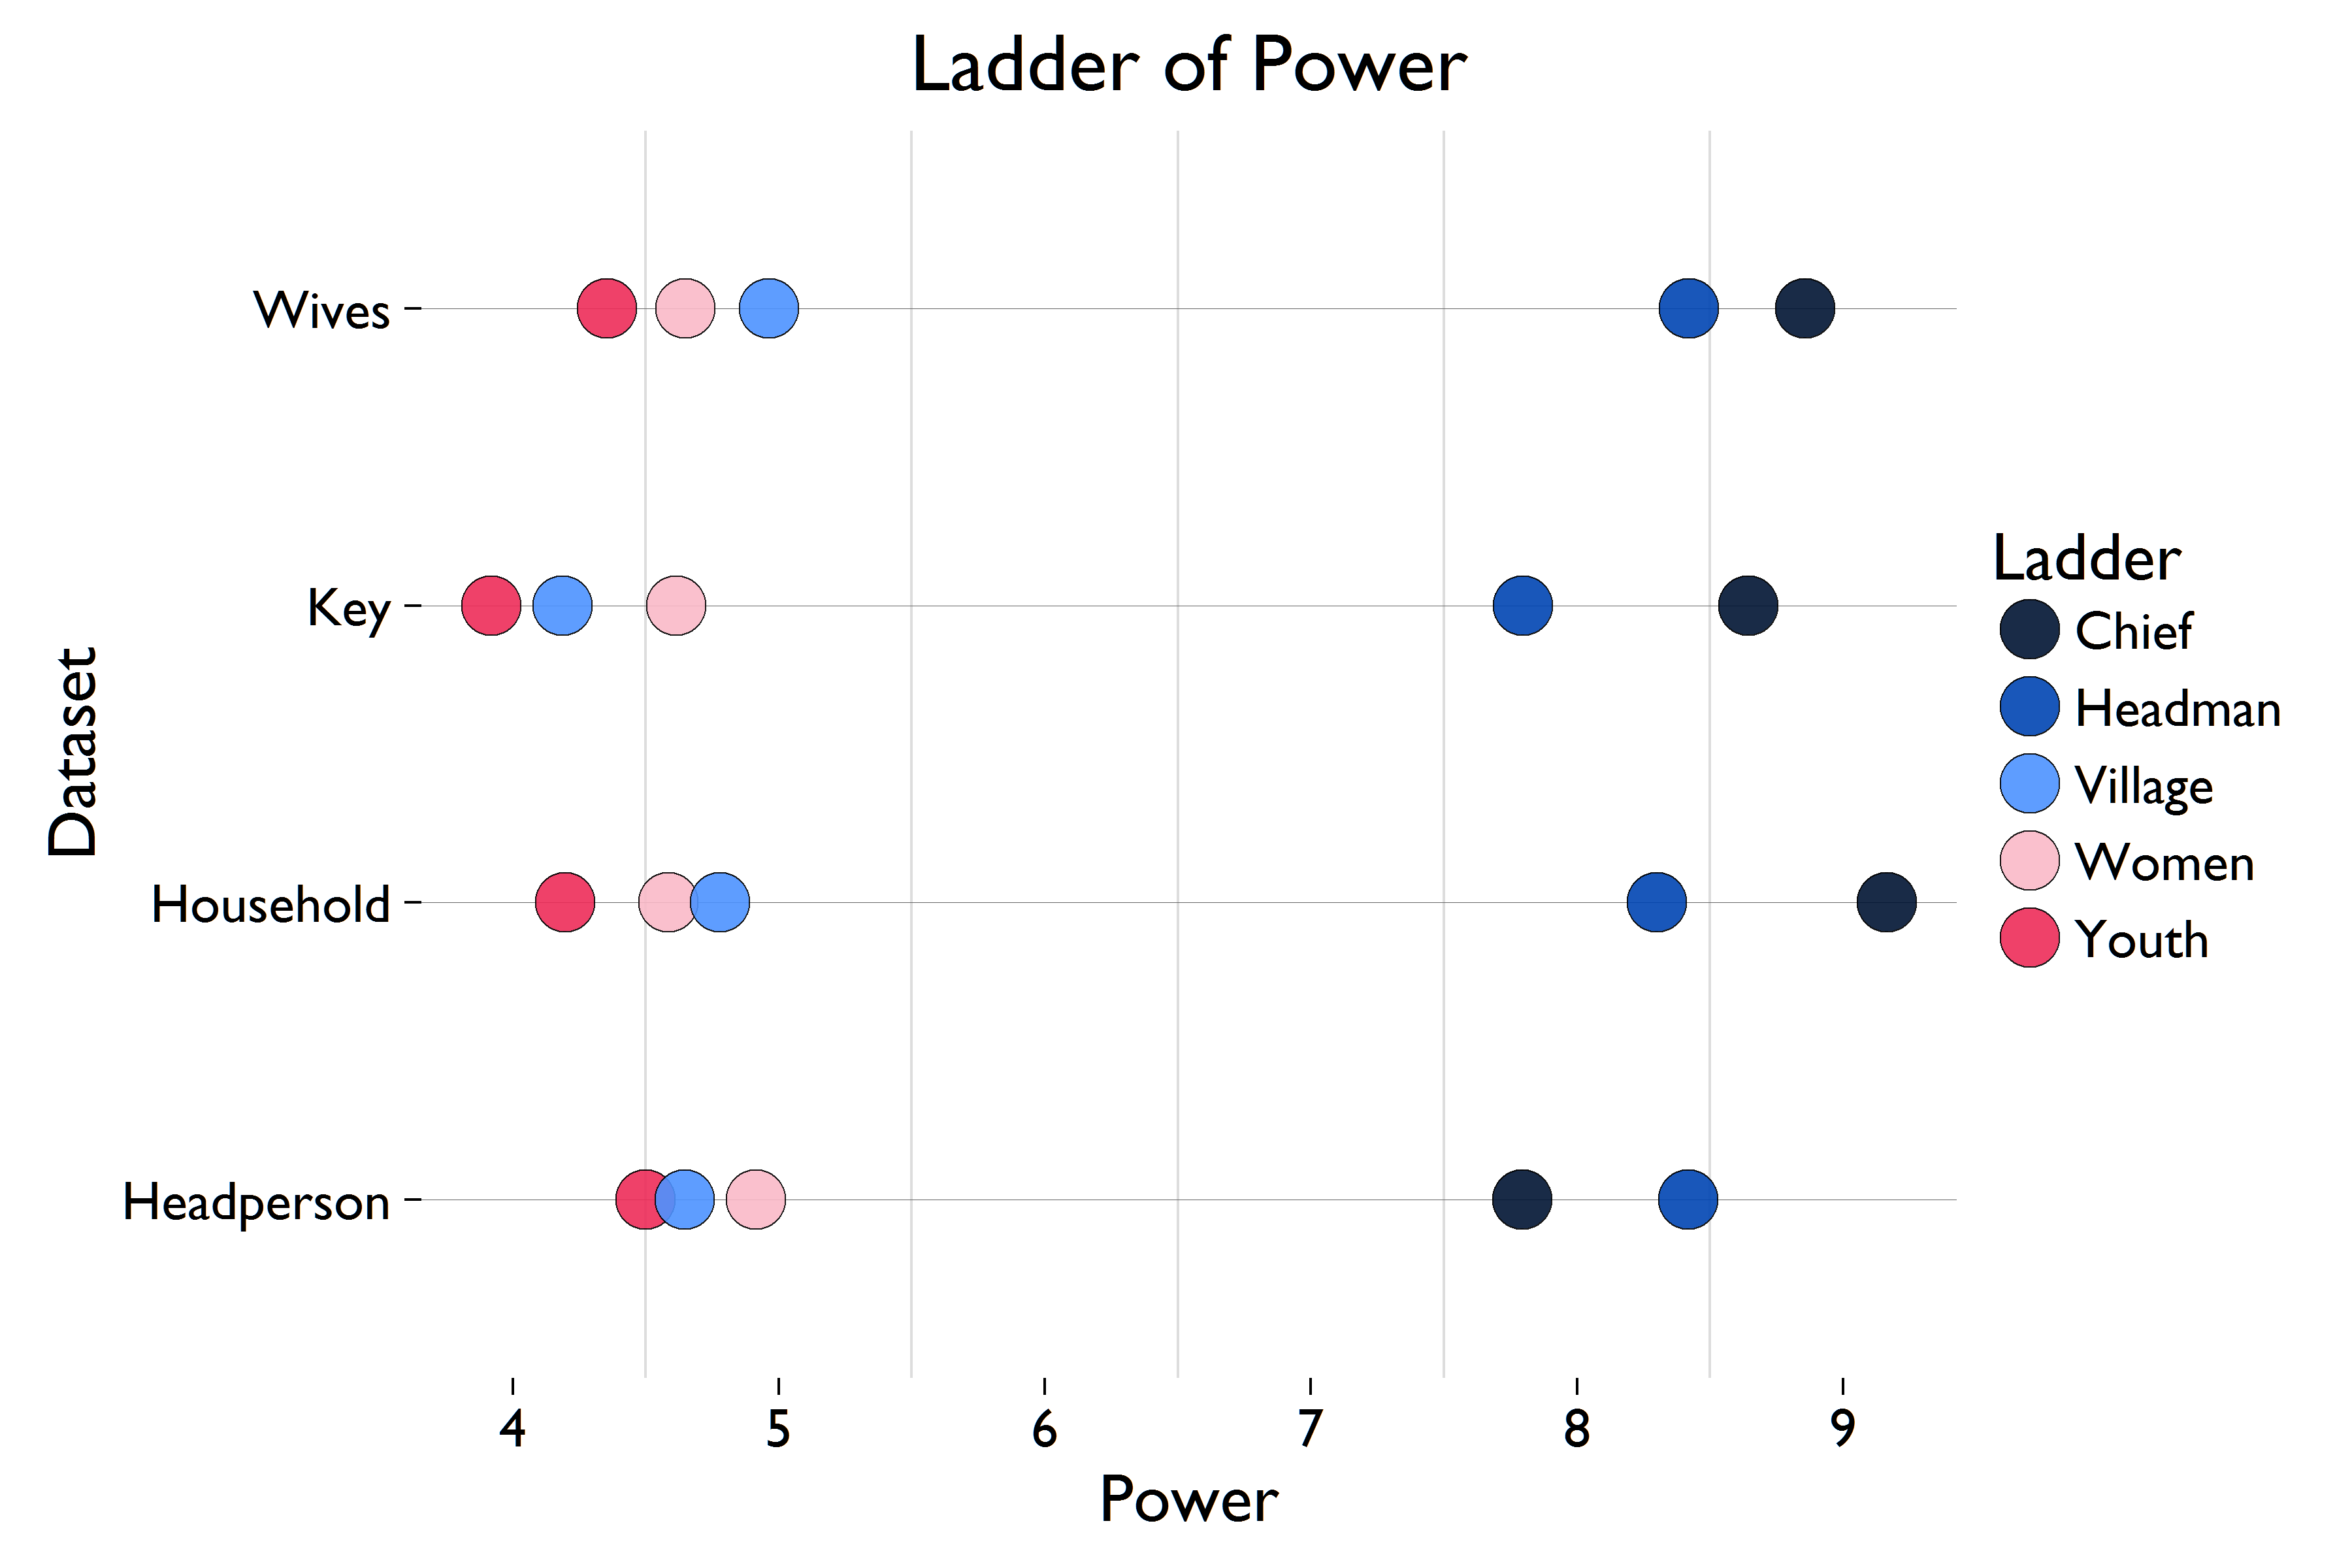 Ladder of Power
Dataset
Wives
Key
Household
Headperson
4 5 6 7 8 9
Power
Ladder
Chief
Headman
Village
Women
Youth